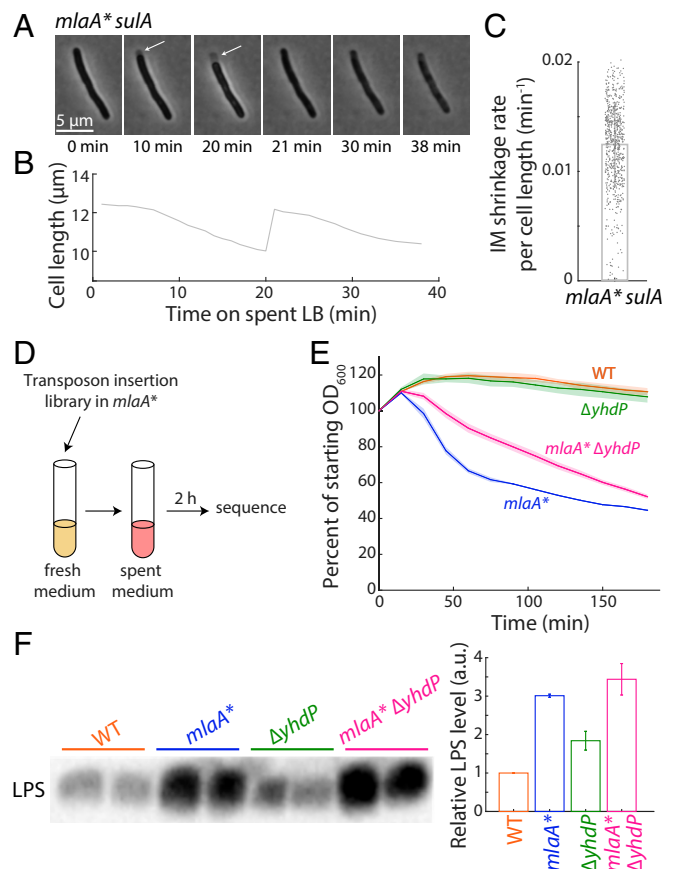 A
mlaA* sulA
5 μm
0 min
10 min
20 min
21 min
30 min
38 min
B
Cell length (μm)
14
12
10
0
10
20
30
40
Time on spent LB (min)
C
IM shrinkage rate
per cell length (min⁻¹)
0.02
0.01
0
mlaA* sulA
D
Transposon insertion
library in mlaA*
2 h
sequence
fresh
medium
spent
medium
E
Percent of starting OD₆₀₀
120
100
80
60
40
20
0
WT
ΔyhdP
mlaA* ΔyhdP
mlaA*
0
50
100
150
Time (min)
F
WT
mlaA*
ΔyhdP
mlaA* ΔyhdP
LPS
Relative LPS level (a.u.)
4
3
2
1
0
WT
mlaA*
ΔyhdP
mlaA*
ΔyhdP